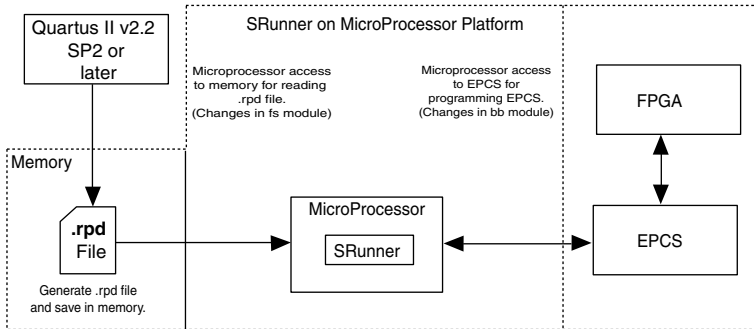 Quartus II v2.2
SP2 or
later
SRunner on MicroProcessor Platform
Microprocessor access
to memory for reading
.rpd file.
(Changes in fs module)
Microprocessor access
to EPCS for
programming EPCS.
(Changes in bb module)
FPGA
Memory
.rpd
File
MicroProcessor
SRunner
EPCS
Generate .rpd file
and save in memory.